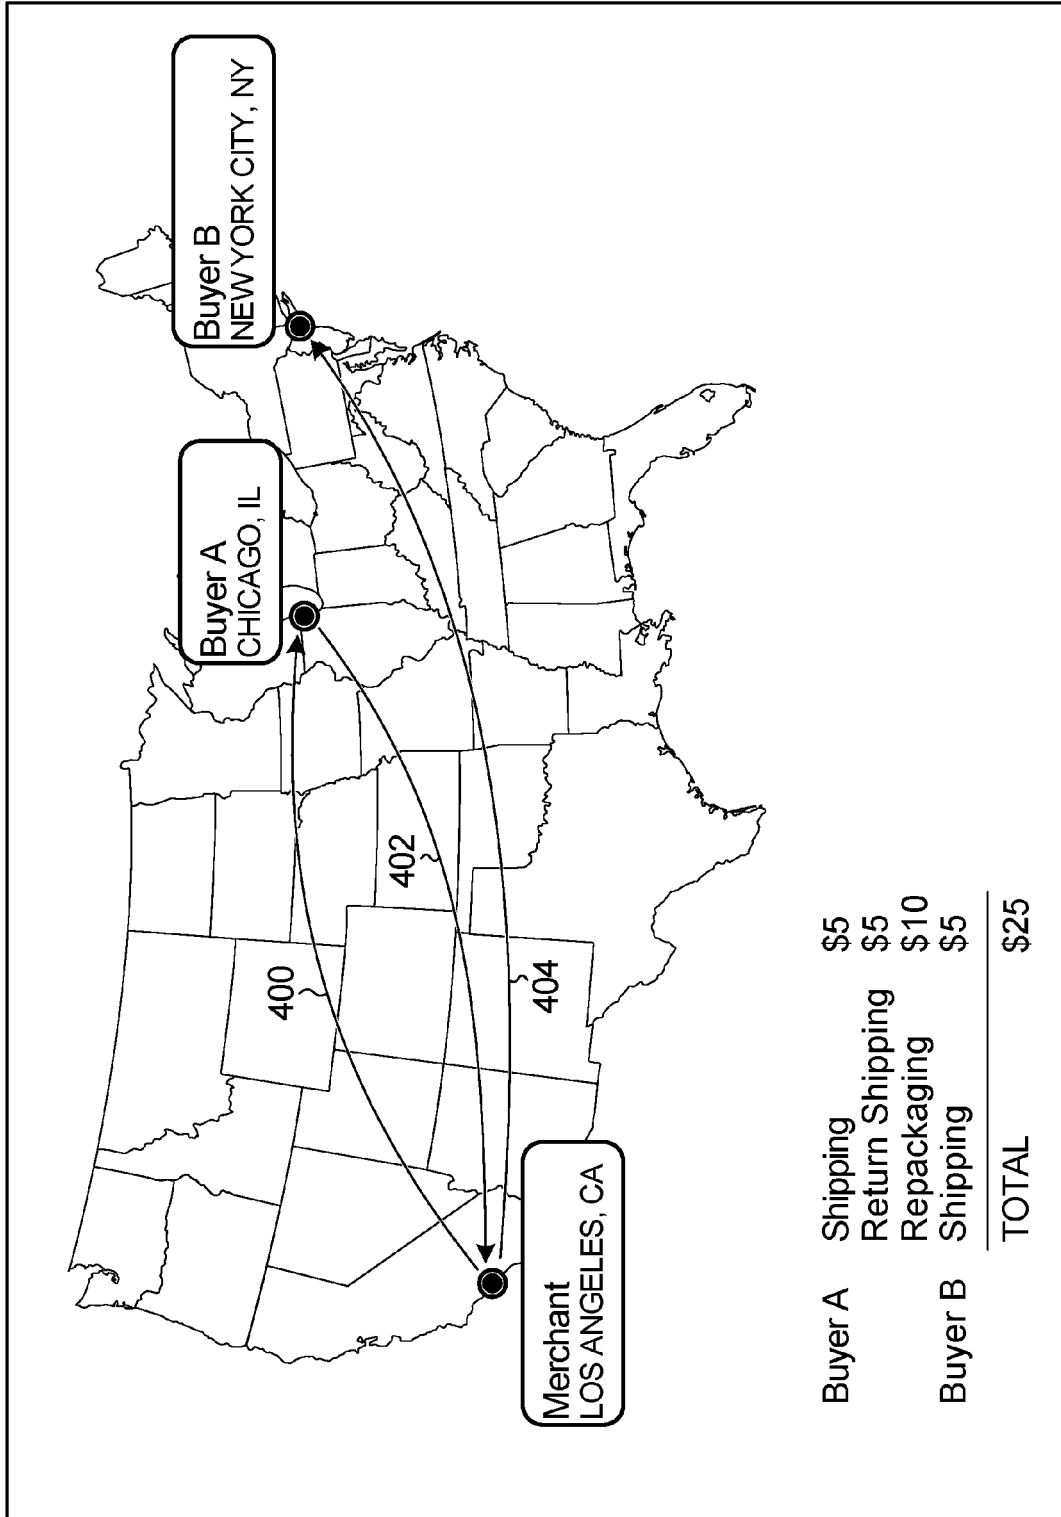 Buyer B
NEW YORK CITY, NY
Buyer A
CHICAGO, IL
400
402
404
Merchant
LOS ANGELES, CA
Buyer A Shipping $5
Return Shipping $5
Repackaging $10
Buyer B Shipping $5
TOTAL $25